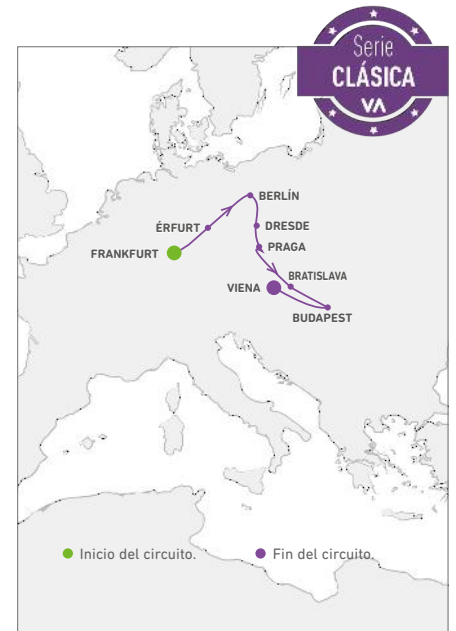 Serie
CLÁSICA
VA
BERLÍN
ÉRFURT
DRESDE
PRAGA
FRANKFURT
BRATISLAVA
VIENA
BUDAPEST
Inicio del circuito.
Fin del circuito.